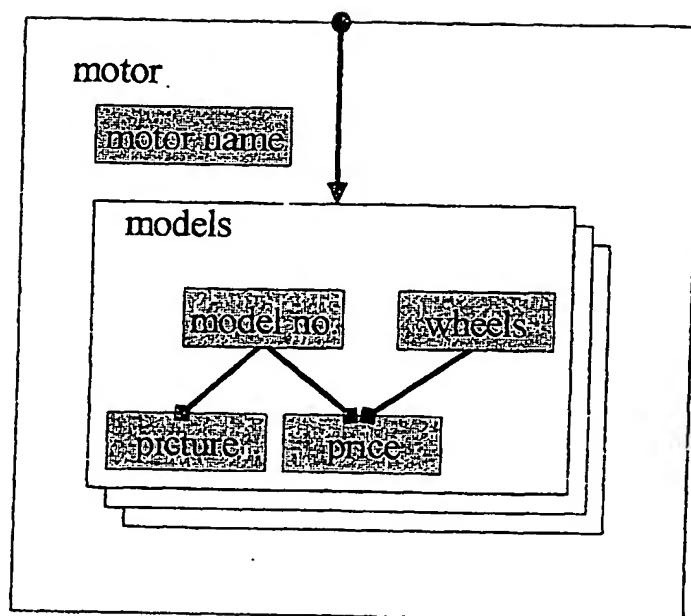 motor
motor name
models
model no
wheels
picture
price